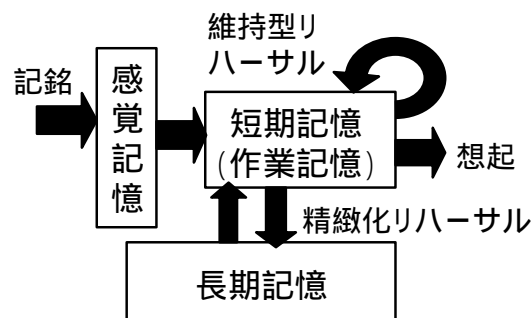 維持型リ
ハーサル
記銘
感覚記憶
短期記憶
(作業記憶)
想起
精緻化リハーサル
長期記憶